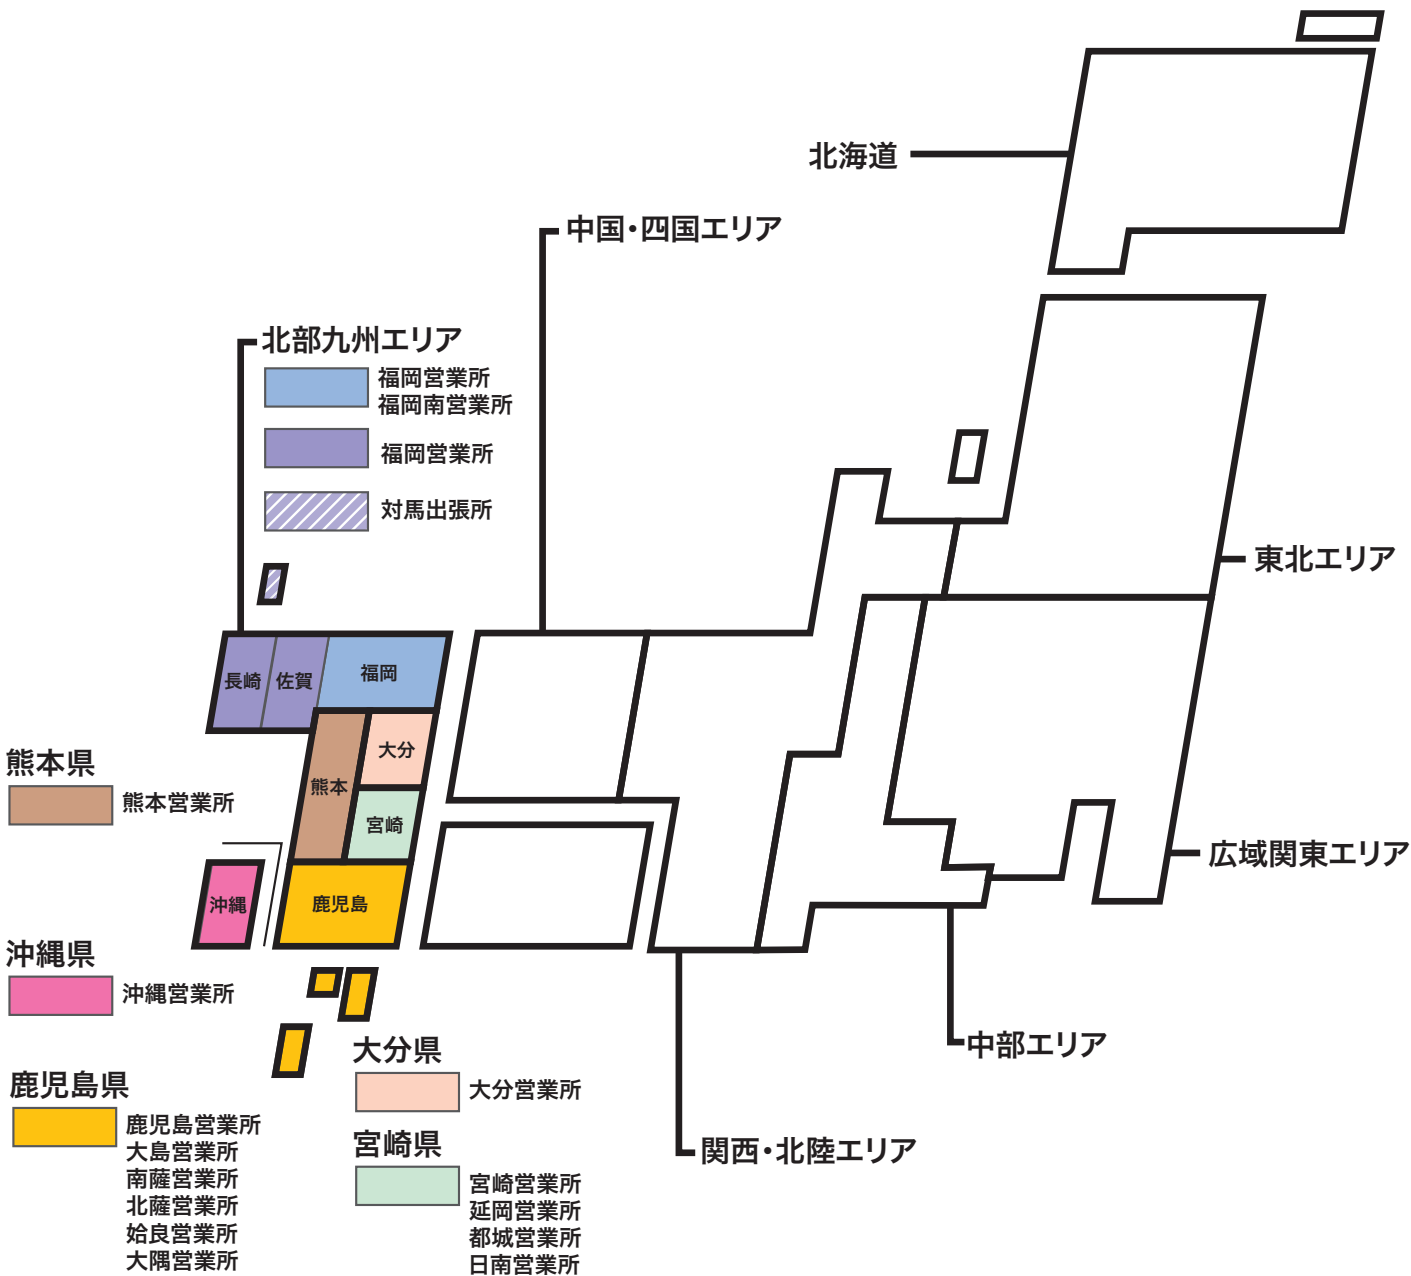 北海道
中国・四国エリア
北部九州エリア
福岡営業所
福岡南営業所
福岡営業所
対馬出張所
東北エリア
長崎
佐賀
福岡
大分
熊本
宮崎
鹿児島
沖縄
熊本県
熊本営業所
広域関東エリア
沖縄県
沖縄営業所
中部エリア
大分県
大分営業所
鹿児島県
鹿児島営業所
大島営業所
南薩営業所
北薩営業所
姶良営業所
大隅営業所
宮崎県
宮崎営業所
延岡営業所
都城営業所
日南営業所
関西・北陸エリア